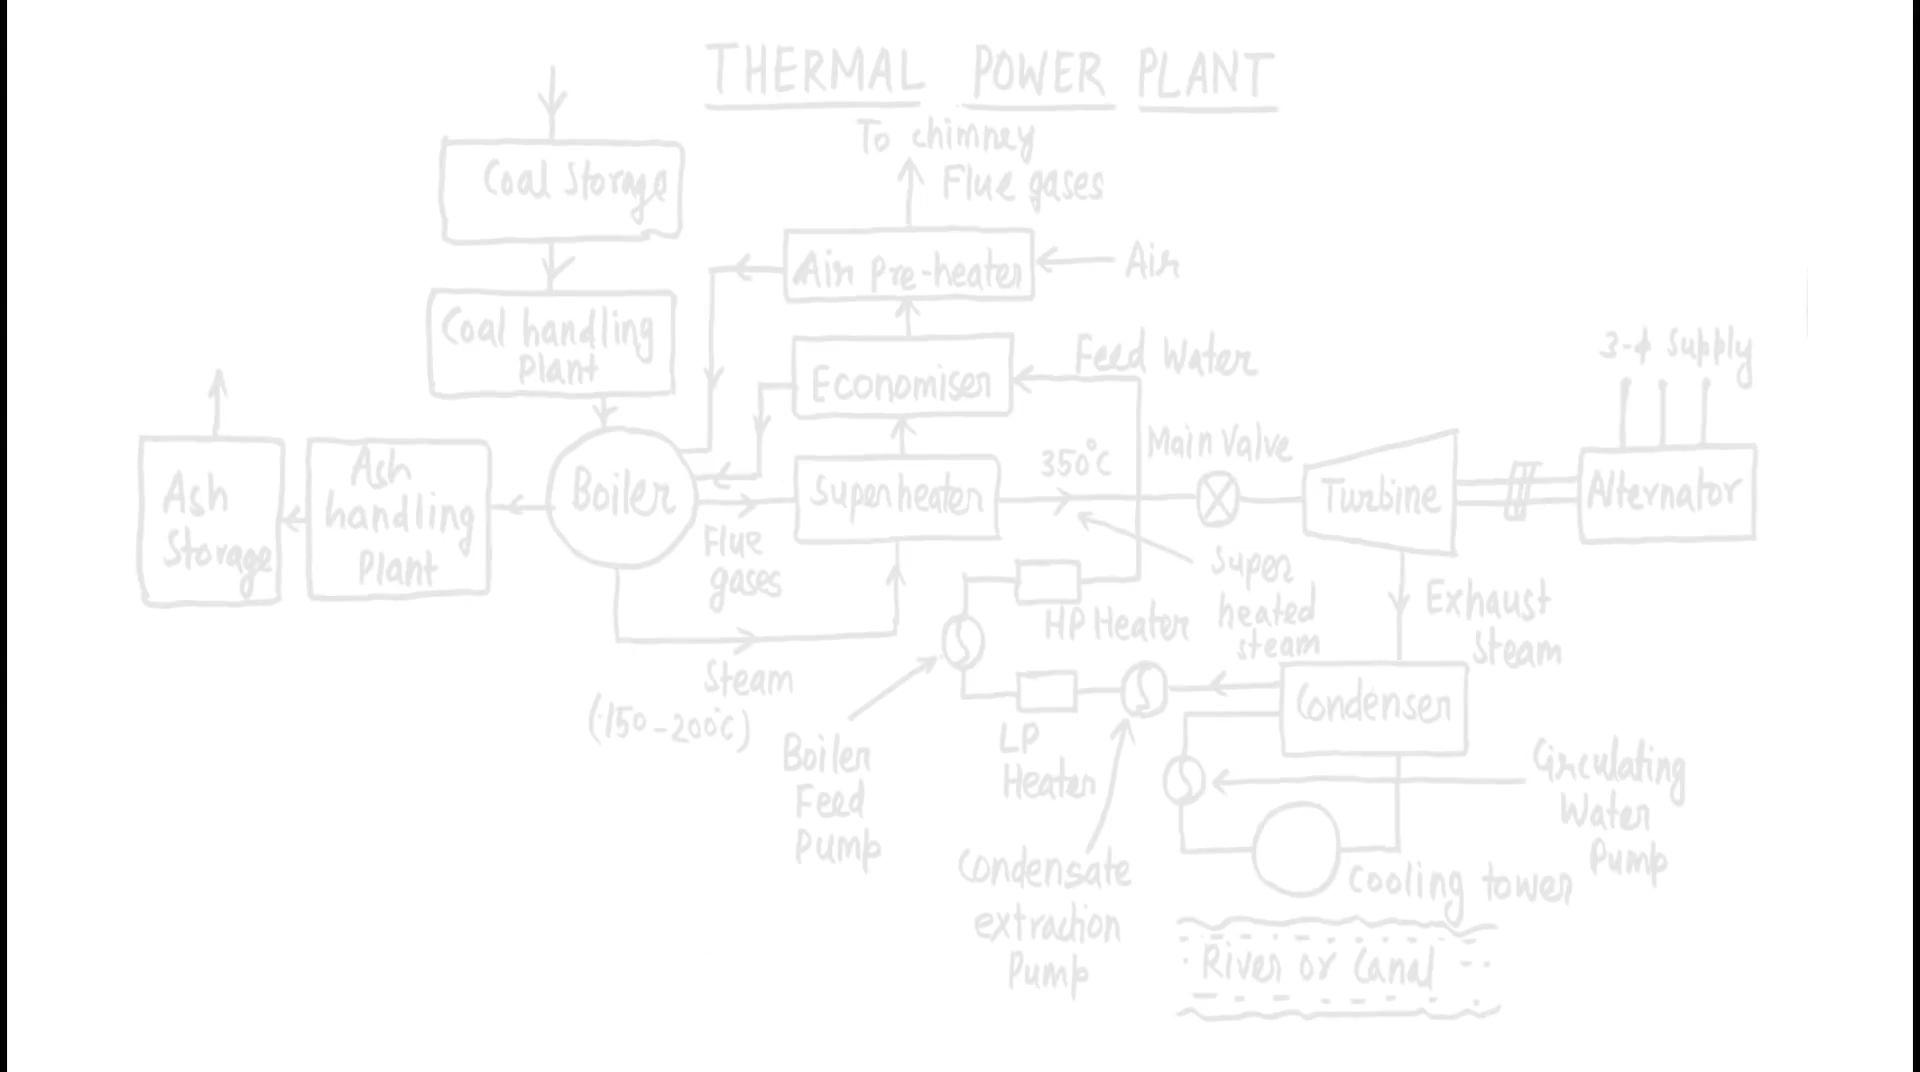 THERMAL POWER PLANT
To chimney
Flue gases
Coal Storage
Air Pre-heater
Air
Coal handling
Plant
Economiser
Feed Water
3-ϕ Supply
Ash
Storage
Ash
handling
Plant
Boiler
Flue
gases
Superheater
350°C
Main Valve
Turbine
Alternator
Super
heated
steam
HP Heater
Exhaust
Steam
Steam
(150-200°C)
Condenser
Boiler
Feed
Pump
LP
Heater
Circulating
Water
Pump
Condensate
extraction
Pump
Cooling tower
River or Canal